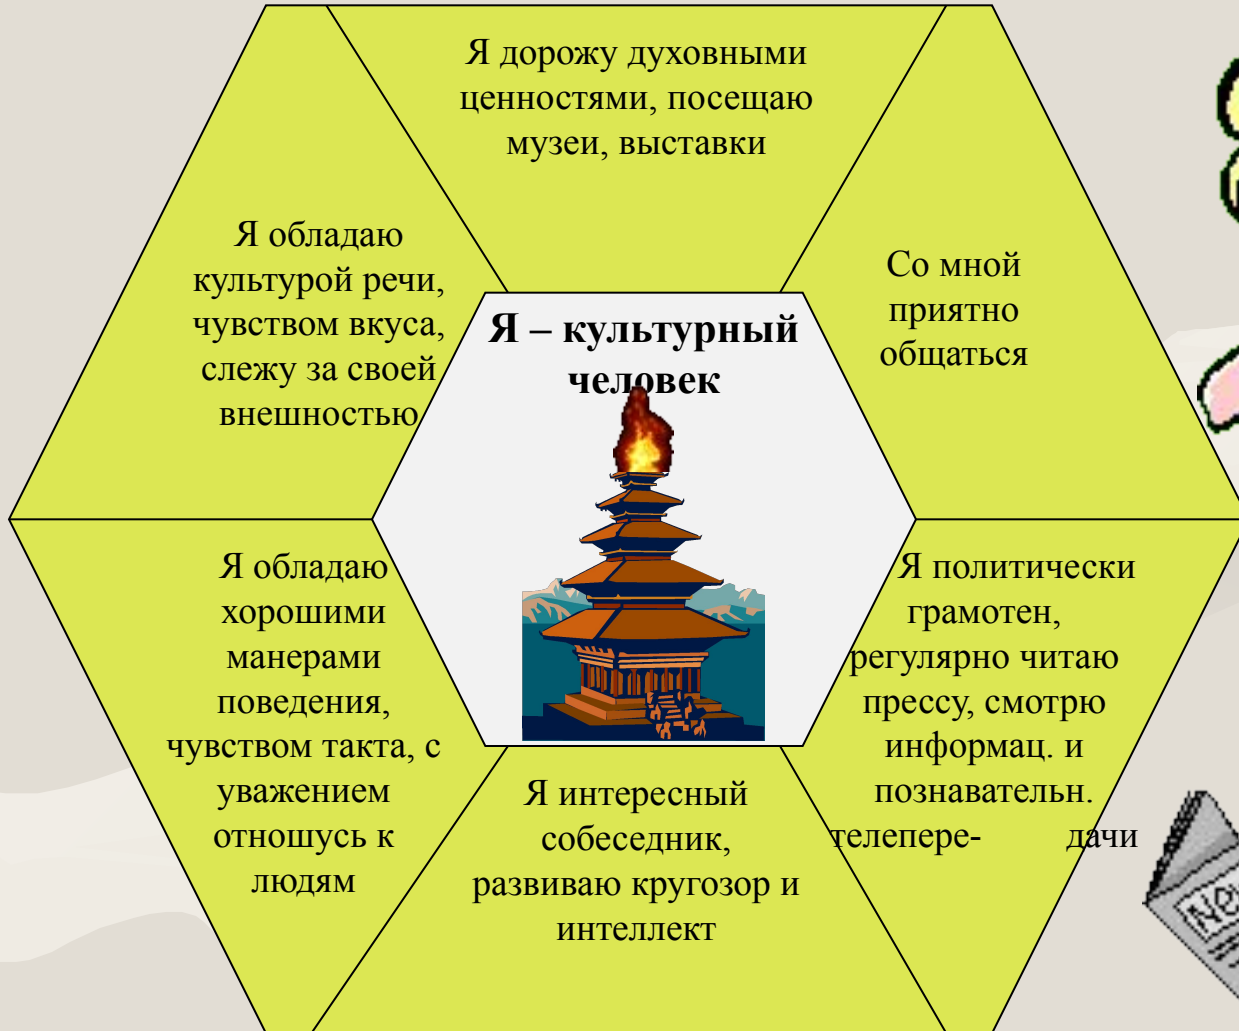 Я дорожу духовными
ценностями, посещаю
музеи, выставки
Я обладаю
культурой речи,
чувством вкуса,
слежу за своей
внешностью
Со мной
приятно
общаться
Я – культурный
человек
Я обладаю
хорошими
манерами
поведения,
чувством такта, с
уважением
отношусь к
людям
Я политически
грамотен,
регулярно читаю
прессу, смотрю
информац. и
познавательн.
телепере- дачи
Я интересный
собеседник,
развиваю кругозор и
интеллект